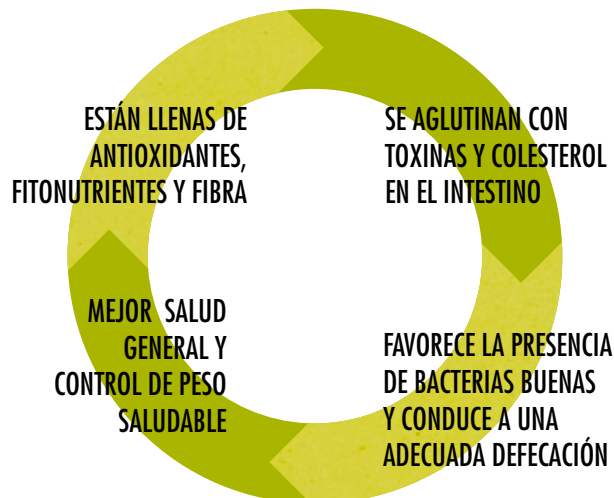 ESTÁN LLENAS DE
ANTIOXIDANTES,
FITONUTRIENTES Y FIBRA
SE AGLUTINAN CON
TOXINAS Y COLESTEROL
EN EL INTESTINO
FAVORECE LA PRESENCIA
DE BACTERIAS BUENAS
Y CONDUCE A UNA
ADECUADA DEFECACIÓN
MEJOR SALUD
GENERAL Y
CONTROL DE PESO
SALUDABLE